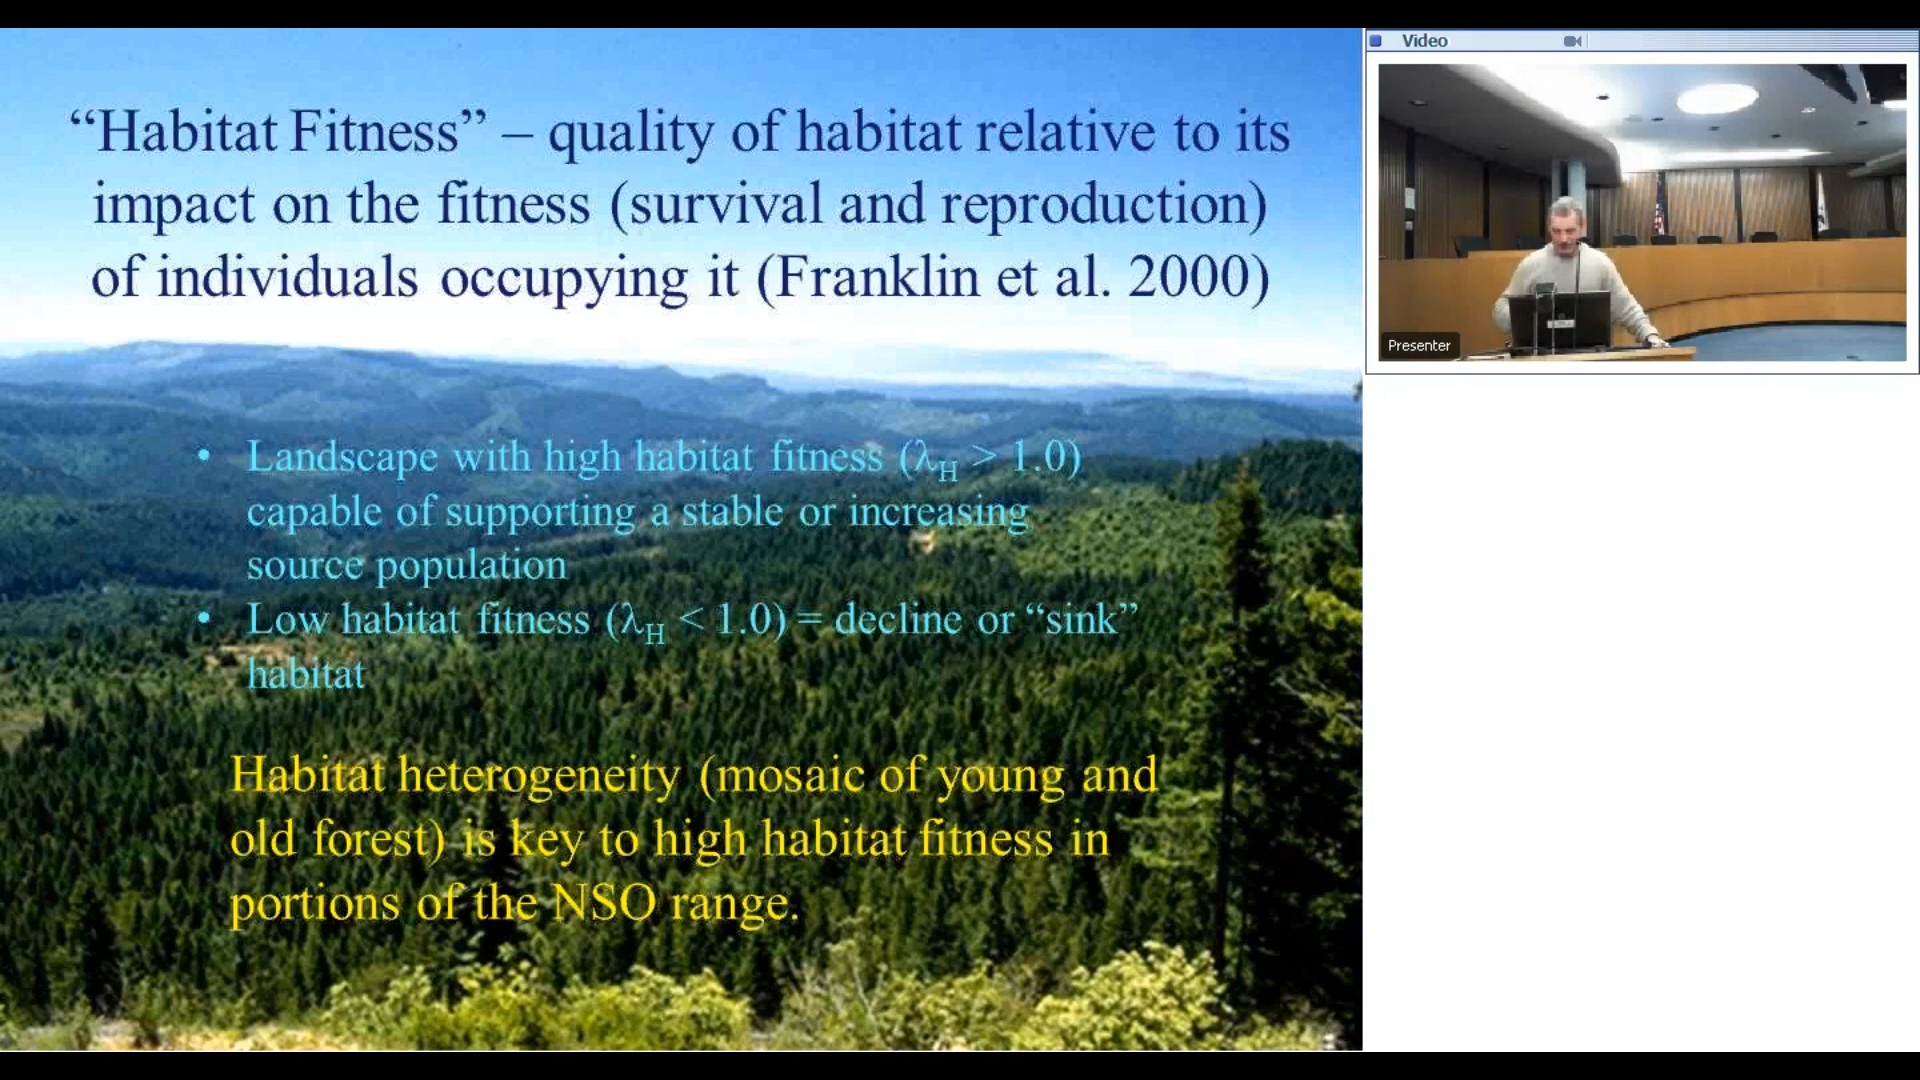 “Habitat Fitness” – quality of habitat relative to its
impact on the fitness (survival and reproduction)
of individuals occupying it (Franklin et al. 2000)
• Landscape with high habitat fitness (λH > 1.0)
capable of supporting a stable or increasing
source population
• Low habitat fitness (λH < 1.0) = decline or “sink”
habitat
Habitat heterogeneity (mosaic of young and
old forest) is key to high habitat fitness in
portions of the NSO range.
Video
Presenter